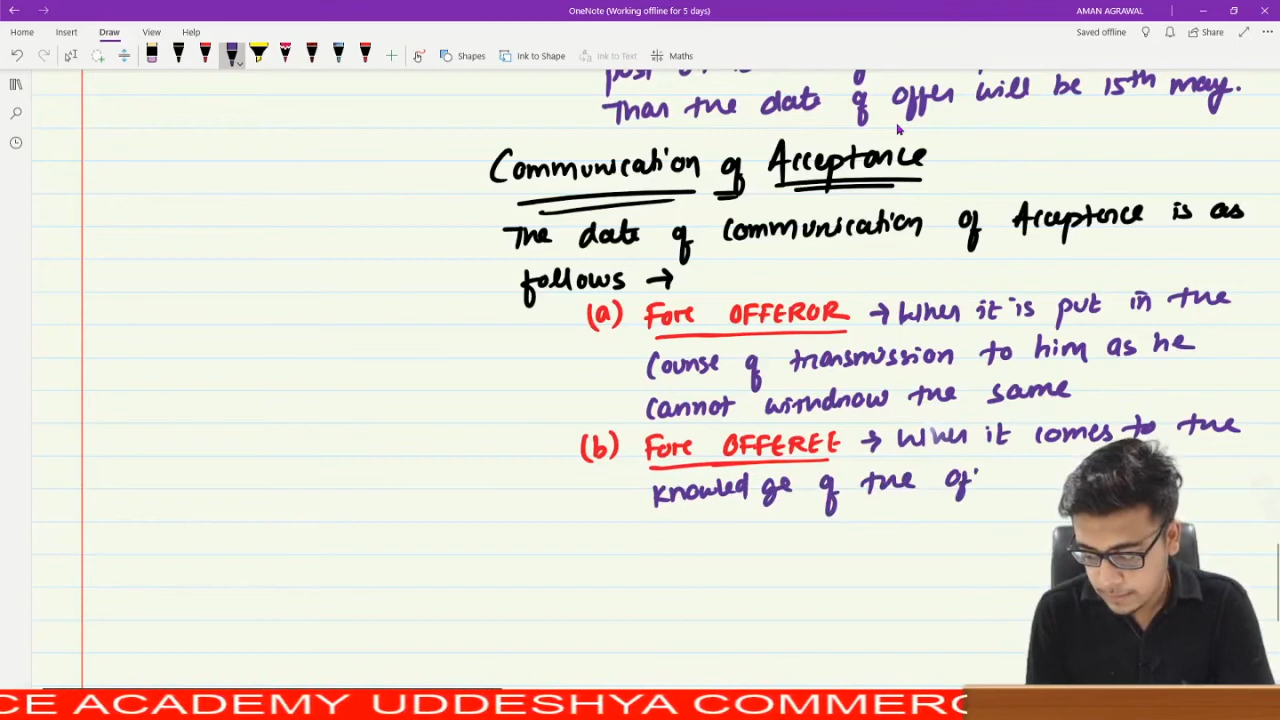 OneNote (Working offline for 5 days)
AMAN AGRAWAL
Home Insert Draw View Help
Saved offline
Share
Shapes
Ink to Shape
Ink to Text
Maths
Than the date of offer will be 15th may.
Communication of Acceptance
The date of communication of Acceptance is as
follows →
(a) Fore OFFEROR → When it is put in the
Course of transmission to him as he
cannot withdraw the same
(b) Fore OFFEREE → When it comes to the
knowledge of the Of
CE ACADEMY UDDESHYA COMMERC